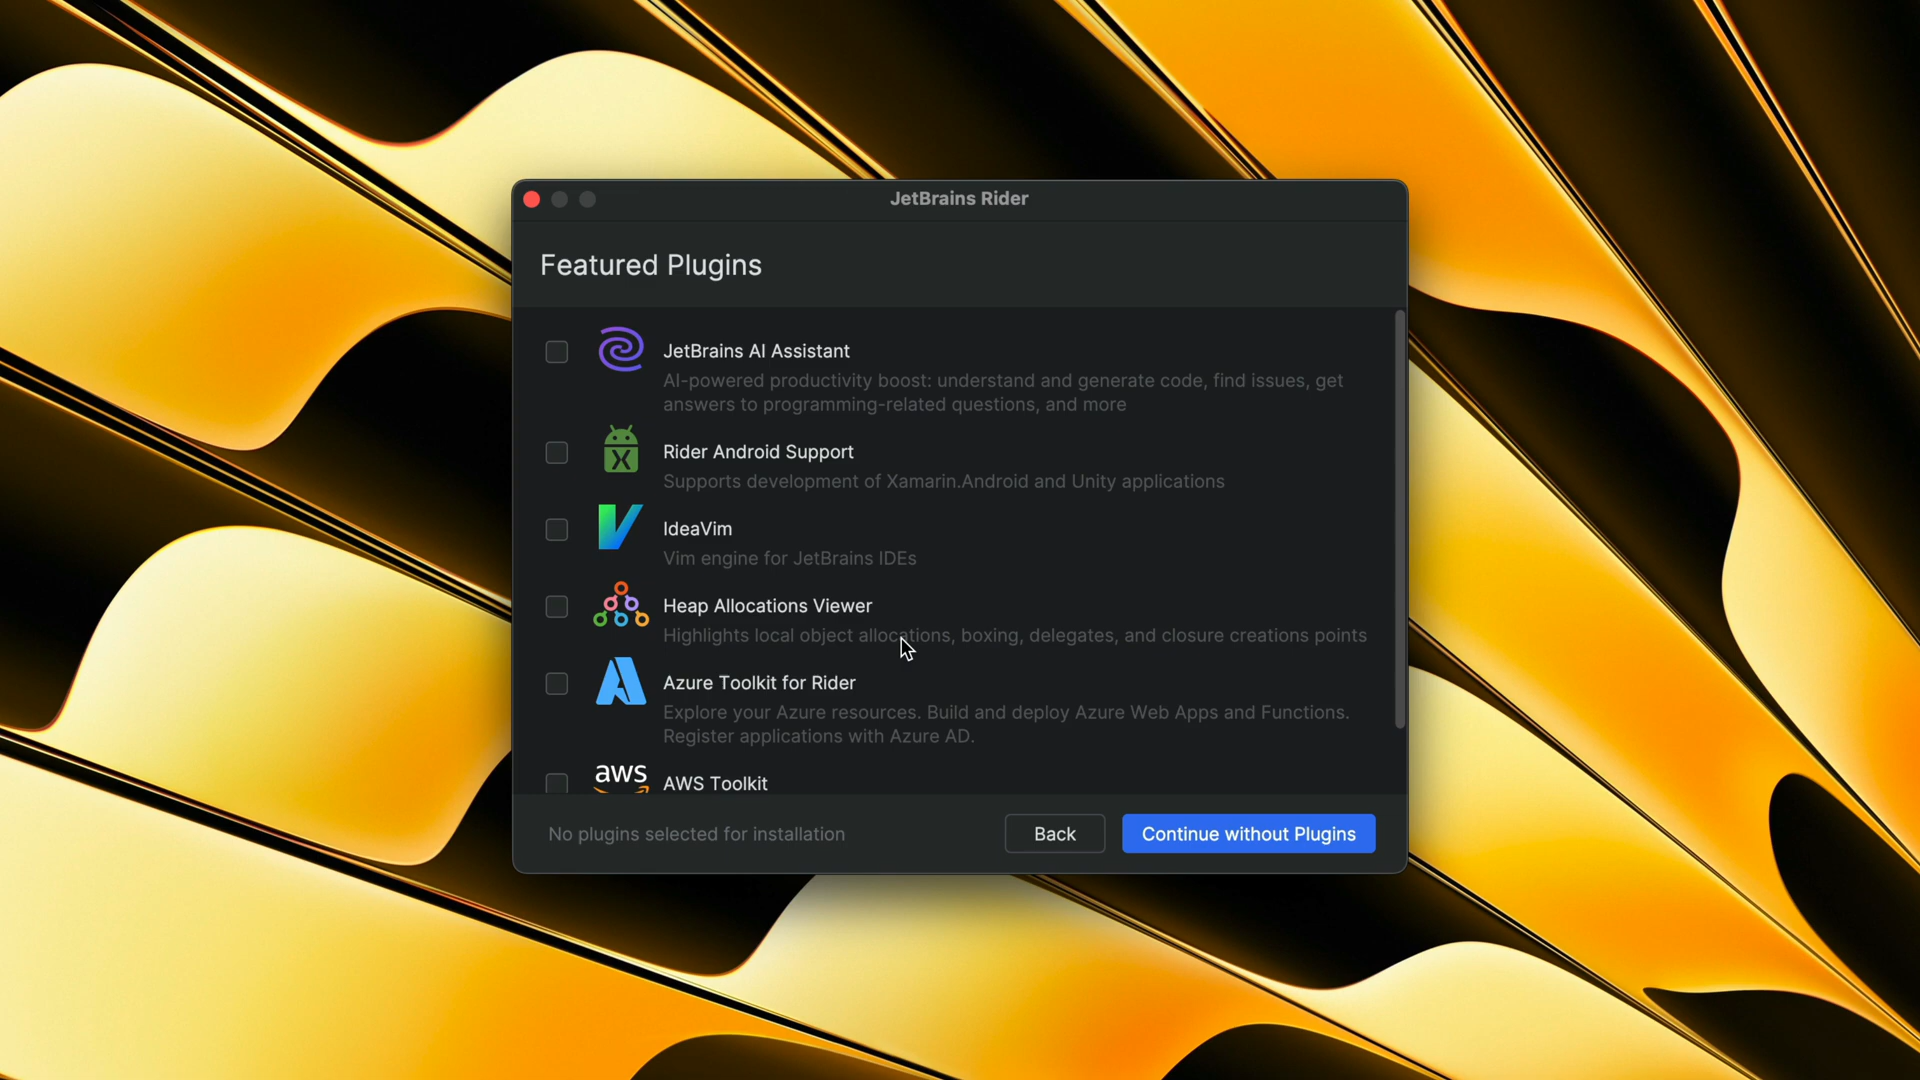 JetBrains Rider
Featured Plugins
JetBrains AI Assistant
AI-powered productivity boost: understand and generate code, find issues, get
answers to programming-related questions, and more
Rider Android Support
Supports development of Xamarin.Android and Unity applications
IdeaVim
Vim engine for JetBrains IDEs
Heap Allocations Viewer
Highlights local object allocations, boxing, delegates, and closure creations points
Azure Toolkit for Rider
Explore your Azure resources. Build and deploy Azure Web Apps and Functions.
Register applications with Azure AD.
aws
AWS Toolkit
No plugins selected for installation
Back
Continue without Plugins